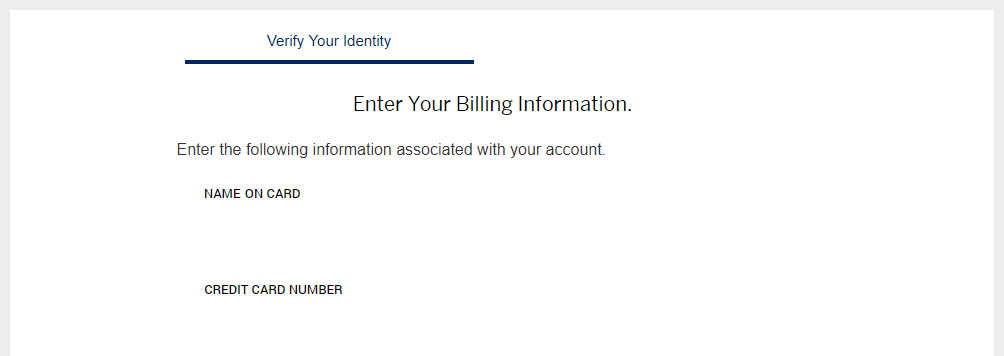 Verify Your Identity
Enter Your Billing Information.
Enter the following information associated with your account.
NAME ON CARD
CREDIT CARD NUMBER